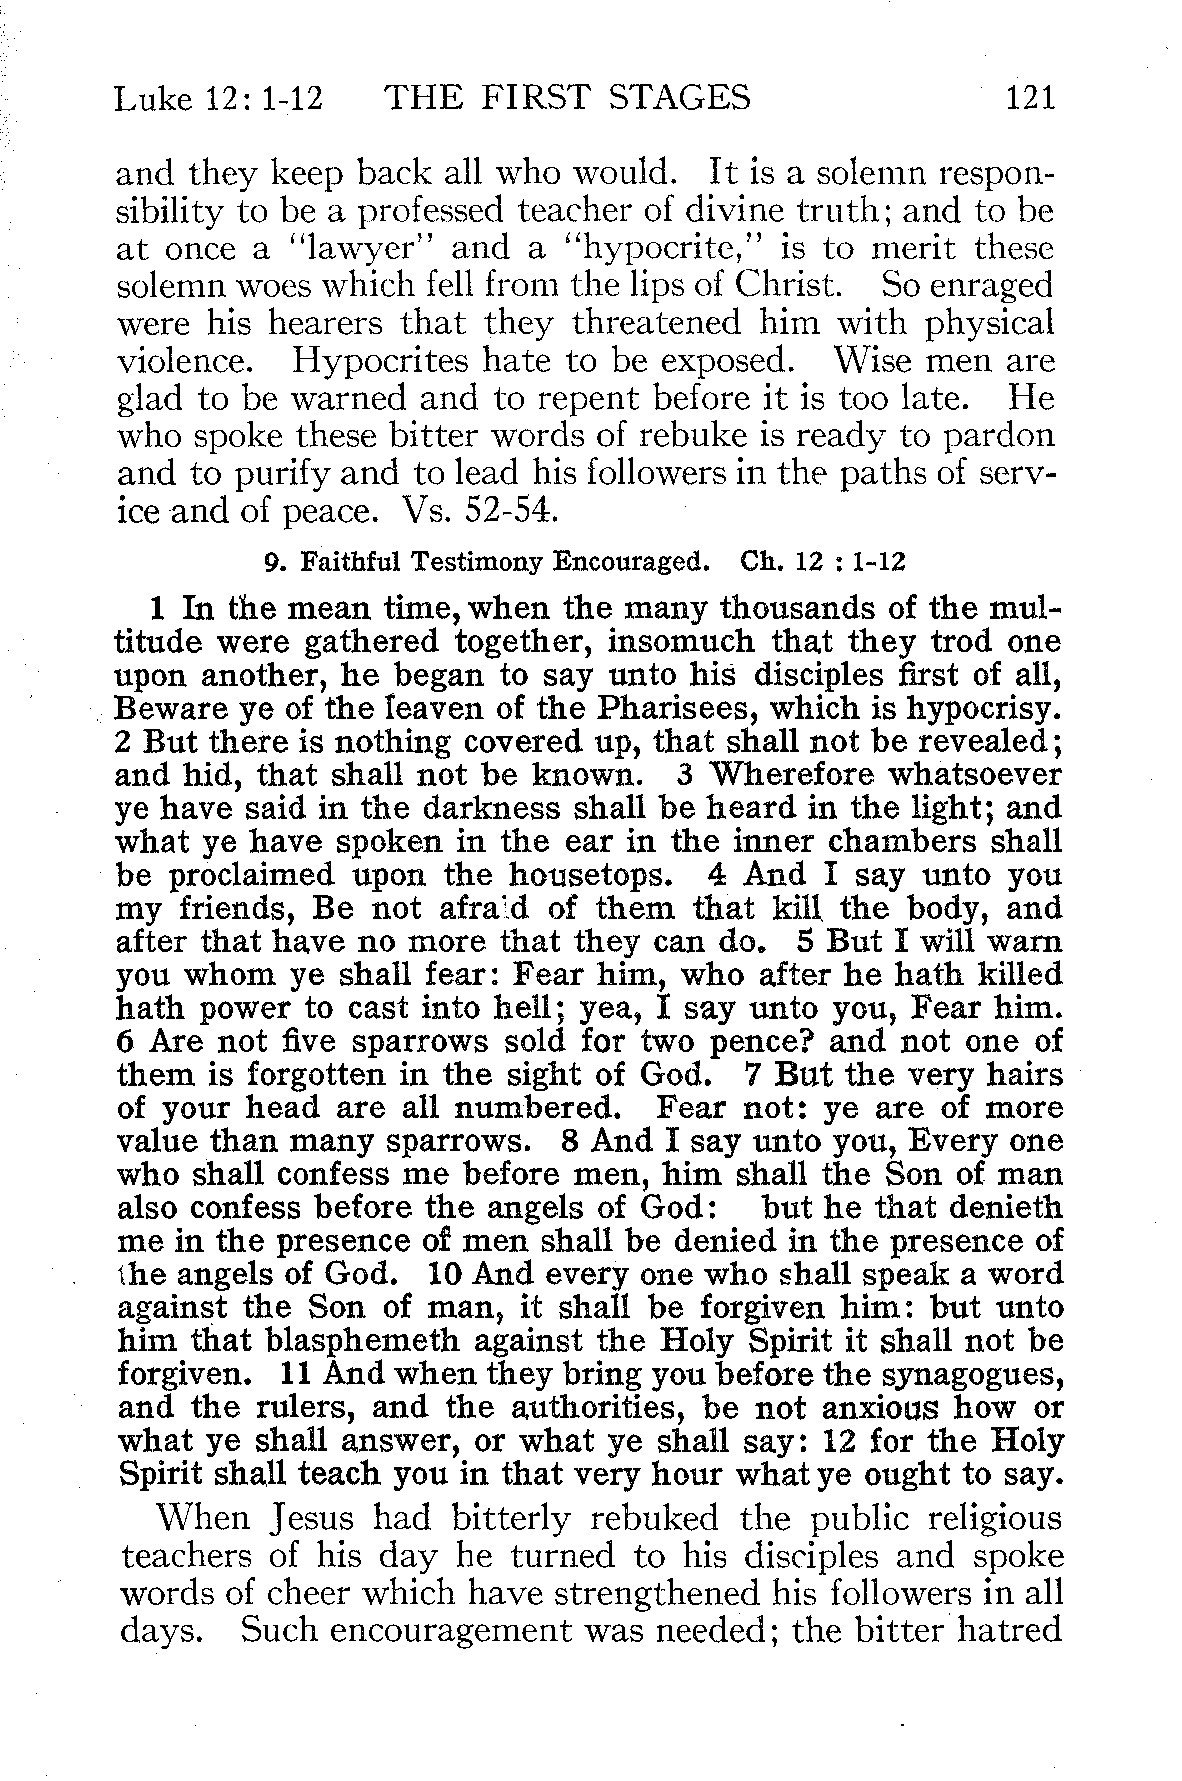 Luke 12: 1-12 THE FIRST STAGES 121
and they keep back all who would. It is a solemn respon-
sibility to be a professed teacher of divine truth; and to be
at once a "lawyer" and a "hypocrite," is to merit these
solemn woes which fell from the lips of Christ. So enraged
were his hearers that they threatened him with physical
violence. Hypocrites hate to be exposed. Wise men are
glad to be warned and to repent before it is too late. He
who spoke these bitter words of rebuke is ready to pardon
and to purify and to lead his followers in the paths of serv-
ice and of peace. Vs. 52-54.
9. Faithful Testimony Encouraged. Ch. 12 : 1-12
1 In the mean time, when the many thousands of the mul-
titude were gathered together, insomuch that they trod one
upon another, he began to say unto his disciples first of all,
Beware ye of the leaven of the Pharisees, which is hypocrisy.
2 But there is nothing covered up, that shall not be revealed;
and hid, that shall not be known. 3 Wherefore whatsoever
ye have said in the darkness shall be heard in the light; and
what ye have spoken in the ear in the inner chambers shall
be proclaimed upon the housetops. 4 And I say unto you
my friends, Be not afraid of them that kill the body, and
after that have no more that they can do. 5 But I will warn
you whom ye shall fear: Fear him, who after he hath killed
hath power to cast into hell; yea, I say unto you, Fear him.
6 Are not five sparrows sold for two pence? and not one of
them is forgotten in the sight of God. 7 But the very hairs
of your head are all numbered. Fear not: ye are of more
value than many sparrows. 8 And I say unto you, Every one
who shall confess me before men, him shall the Son of man
also confess before the angels of God: but he that denieth
me in the presence of men shall be denied in the presence of
the angels of God. 10 And every one who shall speak a word
against the Son of man, it shall be forgiven him: but unto
him that blasphemeth against the Holy Spirit it shall not be
forgiven. 11 And when they bring you before the synagogues,
and the rulers, and the authorities, be not anxious how or
what ye shall answer, or what ye shall say: 12 for the Holy
Spirit shall teach you in that very hour what ye ought to say.
When Jesus had bitterly rebuked the public religious
teachers of his day he turned to his disciples and spoke
words of cheer which have strengthened his followers in all
days. Such encouragement was needed; the bitter hatred